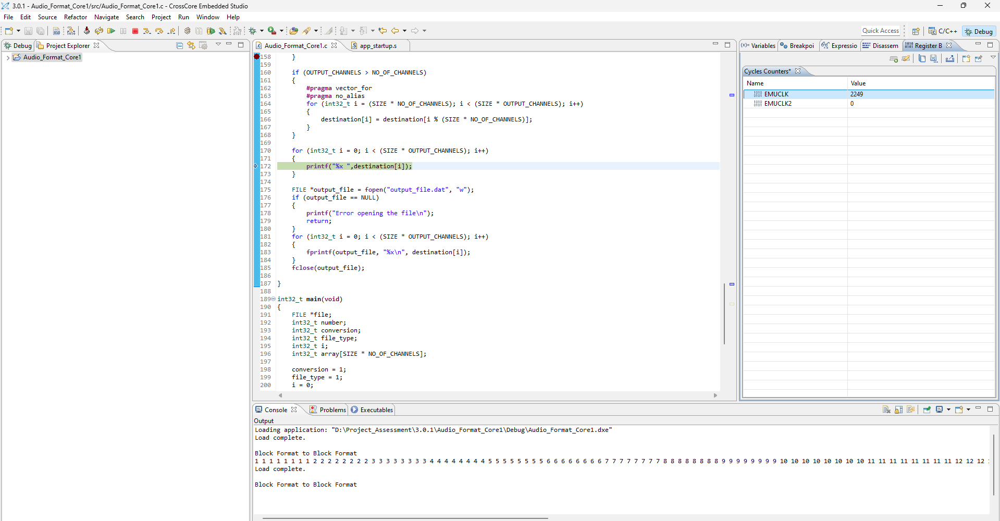 3.0.1 - Audio_Format_Core1/src/Audio_Format_Core1.c - CrossCore Embedded Studio
File Edit Source Refactor Navigate Search Project Run Window Help
Quick Access C/C++ Debug
Debug Project Explorer
Audio_Format_Core1
Audio_Format_Core1.c app_startup.s
158 }
159
160 if (OUTPUT_CHANNELS > NO_OF_CHANNELS)
161 {
162 #pragma vector_for
163 #pragma no_alias
164 for (int32_t i = (SIZE * NO_OF_CHANNELS); i < (SIZE * OUTPUT_CHANNELS); i++)
165 {
166 destination[i] = destination[i % (SIZE * NO_OF_CHANNELS)];
167 }
168 }
169
170 for (int32_t i = 0; i < (SIZE * OUTPUT_CHANNELS); i++)
171 {
172 printf("%x ",destination[i]);
173 }
174
175 FILE *output_file = fopen("output_file.dat", "w");
176 if (output_file == NULL)
177 {
178 printf("Error opening the file\n");
179 return;
180 }
181 for (int32_t i = 0; i < (SIZE * OUTPUT_CHANNELS); i++)
182 {
183 fprintf(output_file, "%x\n", destination[i]);
184 }
185 fclose(output_file);
186
187 }
188
189 int32_t main(void)
190 {
191 FILE *file;
192 int32_t number;
193 int32_t conversion;
194 int32_t file_type;
195 int32_t i;
196 int32_t array[SIZE * NO_OF_CHANNELS];
197
198 conversion = 1;
199 file_type = 1;
200 i = 0;
(x)= Variables Breakpoi Expressio Disassem Register B
Cycles Counters*
Name Value
EMUCLK 2249
EMUCLK2 0
Console Problems Executables
Output
Loading application: "D:\Project_Assessment\3.0.1\Audio_Format_Core1\Debug\Audio_Format_Core1.dxe"
Load complete.
Block Format to Block Format
1 1 1 1 1 1 1 1 2 2 2 2 2 2 2 2 3 3 3 3 3 3 3 3 4 4 4 4 4 4 4 4 5 5 5 5 5 5 5 5 6 6 6 6 6 6 6 6 7 7 7 7 7 7 7 7 8 8 8 8 8 8 8 8 9 9 9 9 9 9 9 9 10 10 10 10 10 10 10 10 11 11 11 11 11 11 11 11 12 12 12
Load complete.
Block Format to Block Format